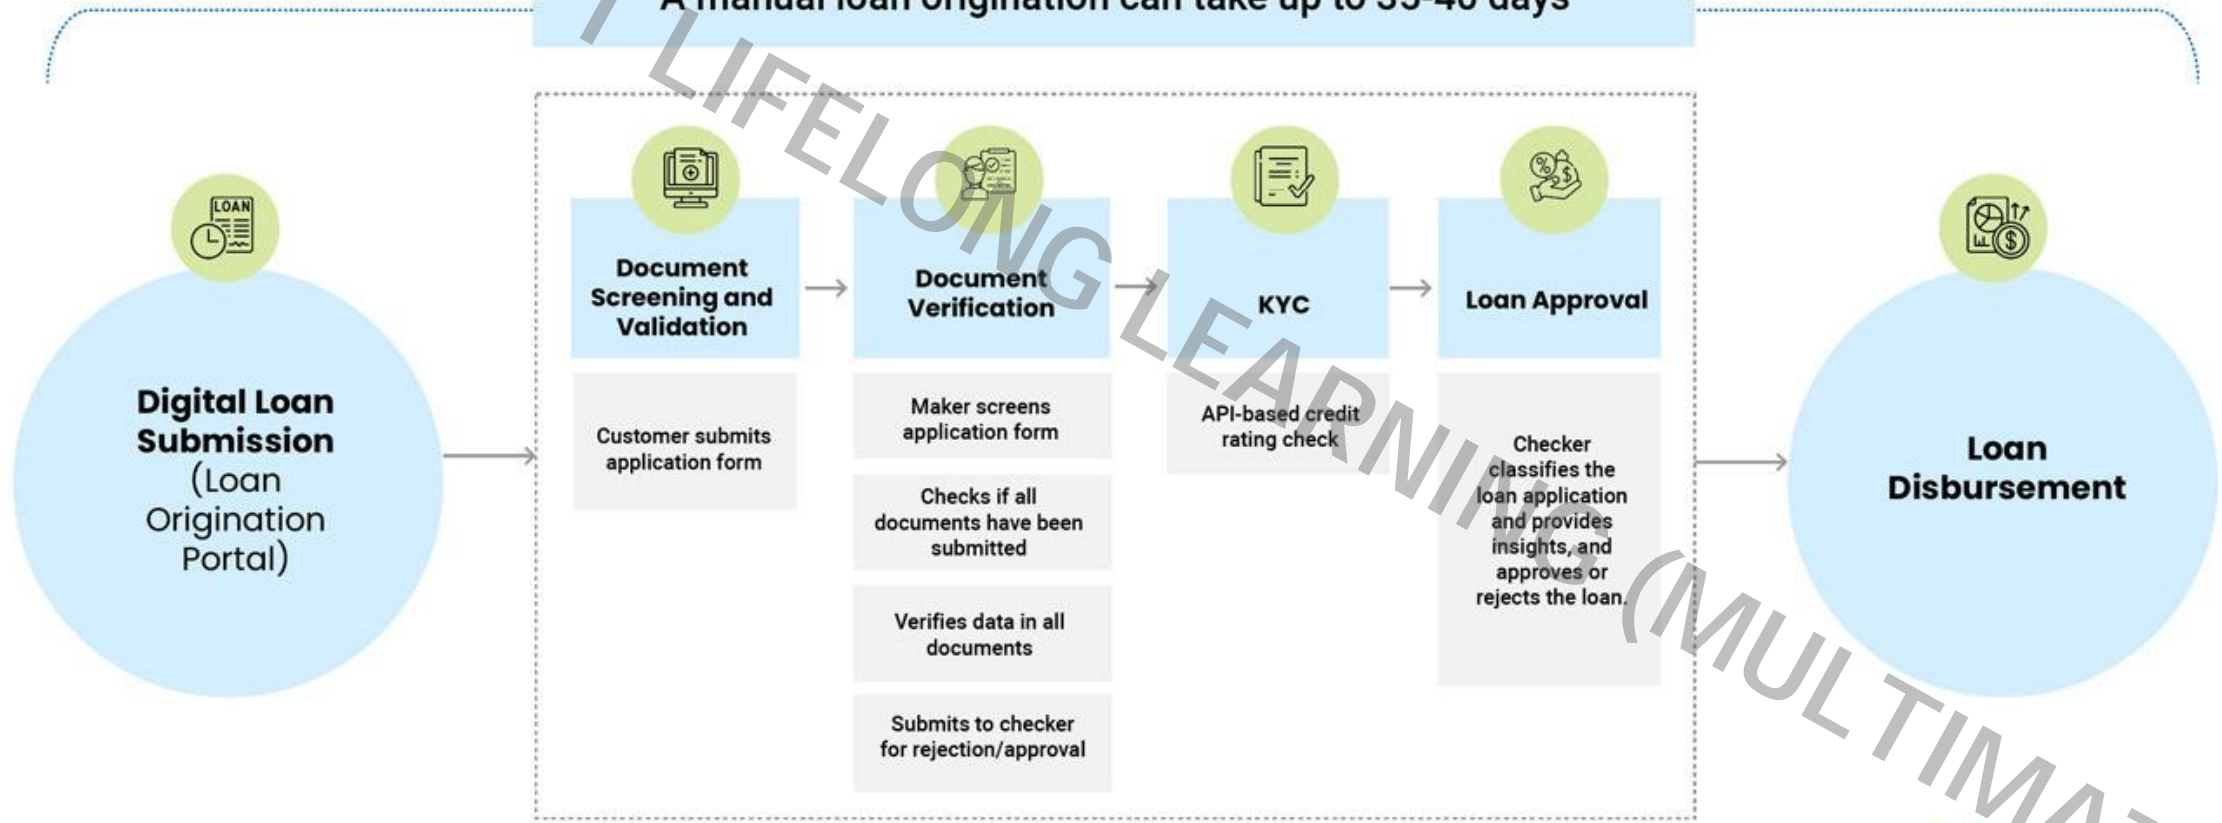 A manual loan origination can take up to 35-40 days
T LIFELONG LEARNING (MULTIMAT
LOAN
Digital Loan
Submission
(Loan
Origination
Portal)
Document
Screening and
Validation
Customer submits
application form
Document
Verification
Maker screens
application form
Checks if all
documents have been
submitted
Verifies data in all
documents
Submits to checker
for rejection/approval
KYC
API-based credit
rating check
Loan Approval
Checker
classifies the
loan application
and provides
insights, and
approves or
rejects the loan.
Loan
Disbursement